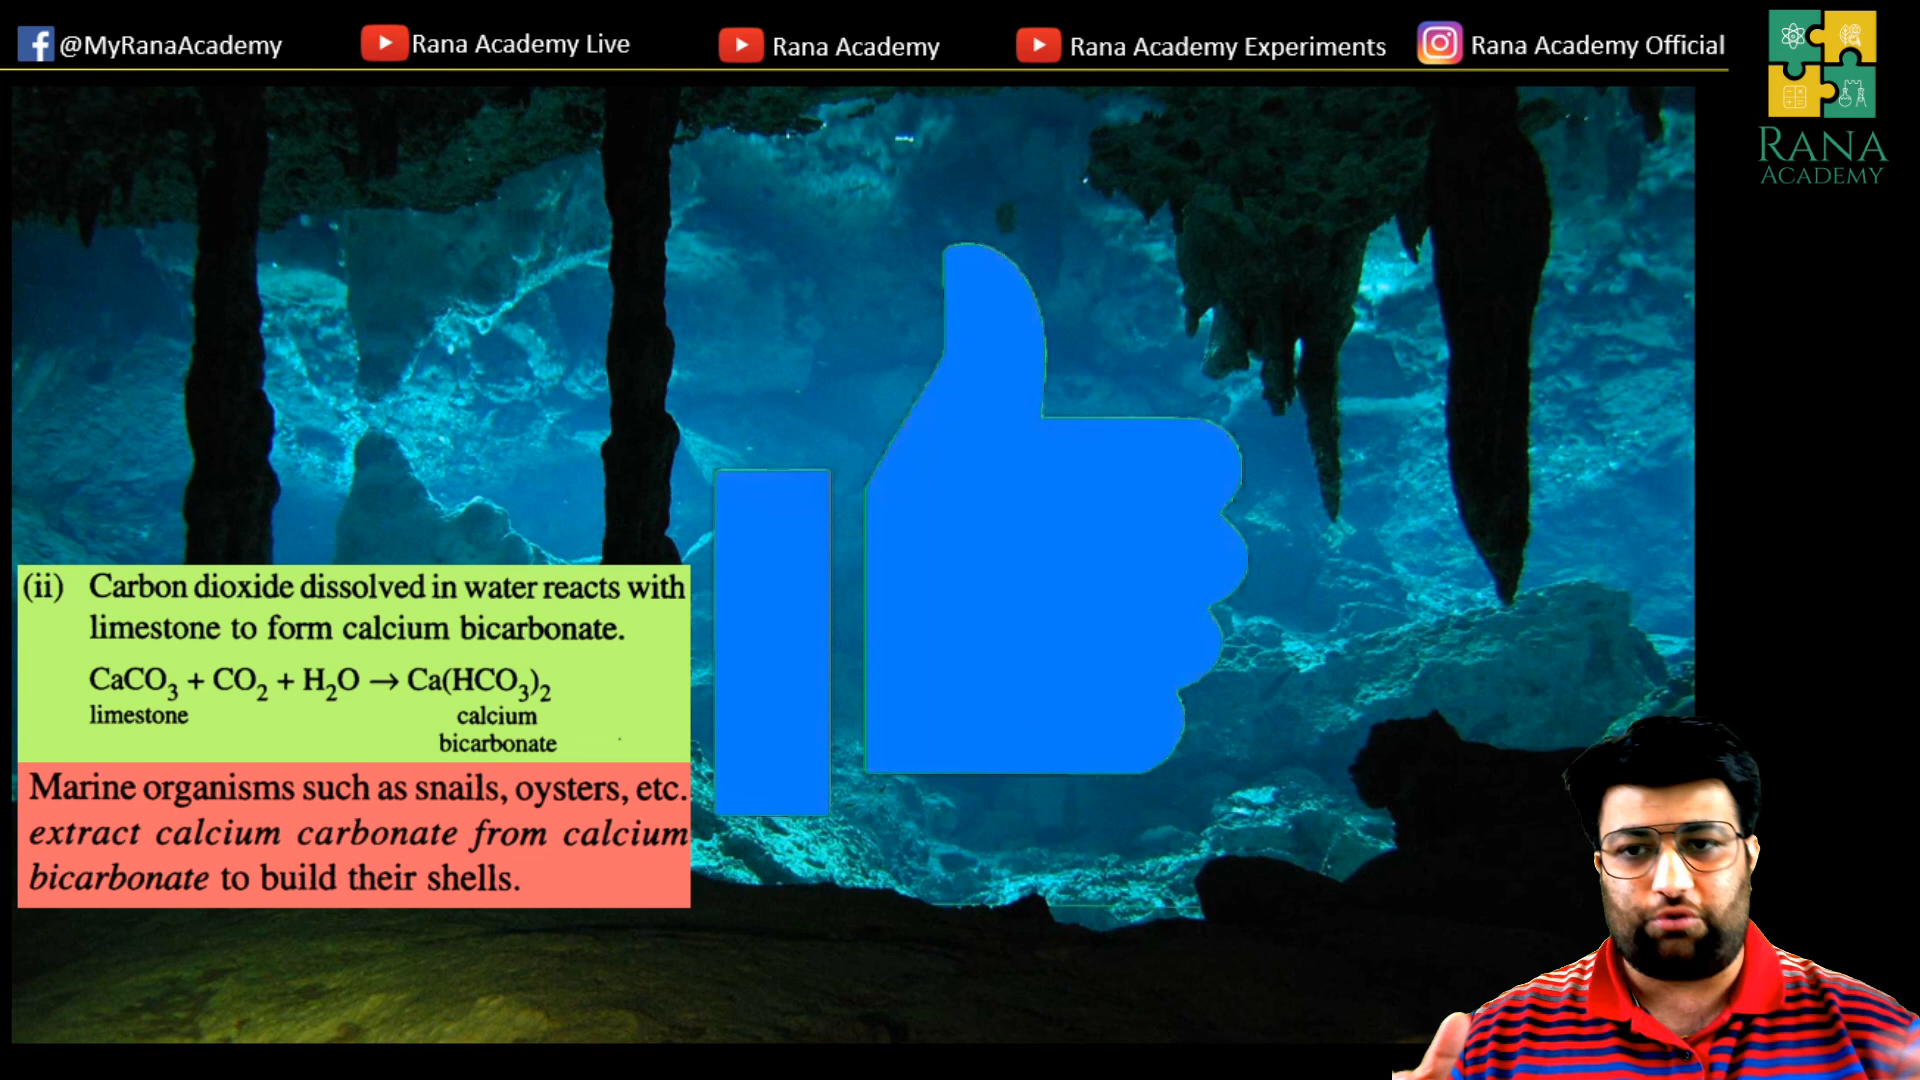 @MyRanaAcademy
Rana Academy Live
Rana Academy
Rana Academy Experiments
Rana Academy Official
RANA
ACADEMY
(ii) Carbon dioxide dissolved in water reacts with
limestone to form calcium bicarbonate.
CaCO₃ + CO₂ + H₂O → Ca(HCO₃)₂
limestone calcium
bicarbonate
Marine organisms such as snails, oysters, etc.
extract calcium carbonate from calcium
bicarbonate to build their shells.